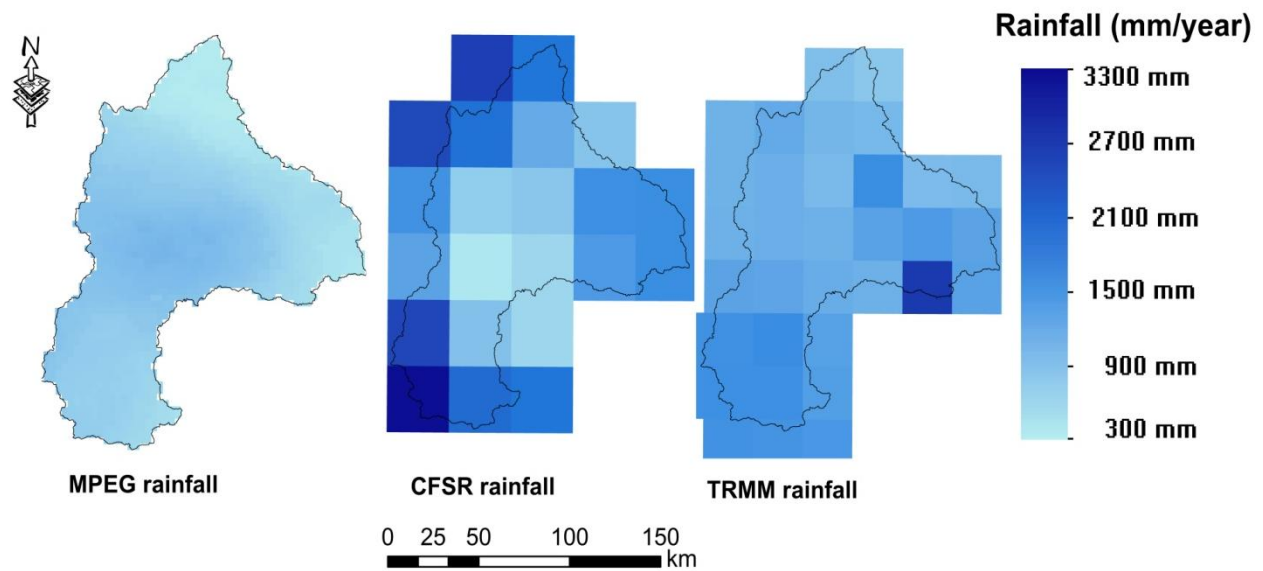 Rainfall (mm/year)
N
3300 mm
2700 mm
2100 mm
1500 mm
900 mm
300 mm
MPEG rainfall
CFSR rainfall
TRMM rainfall
0 25 50 100 150
km